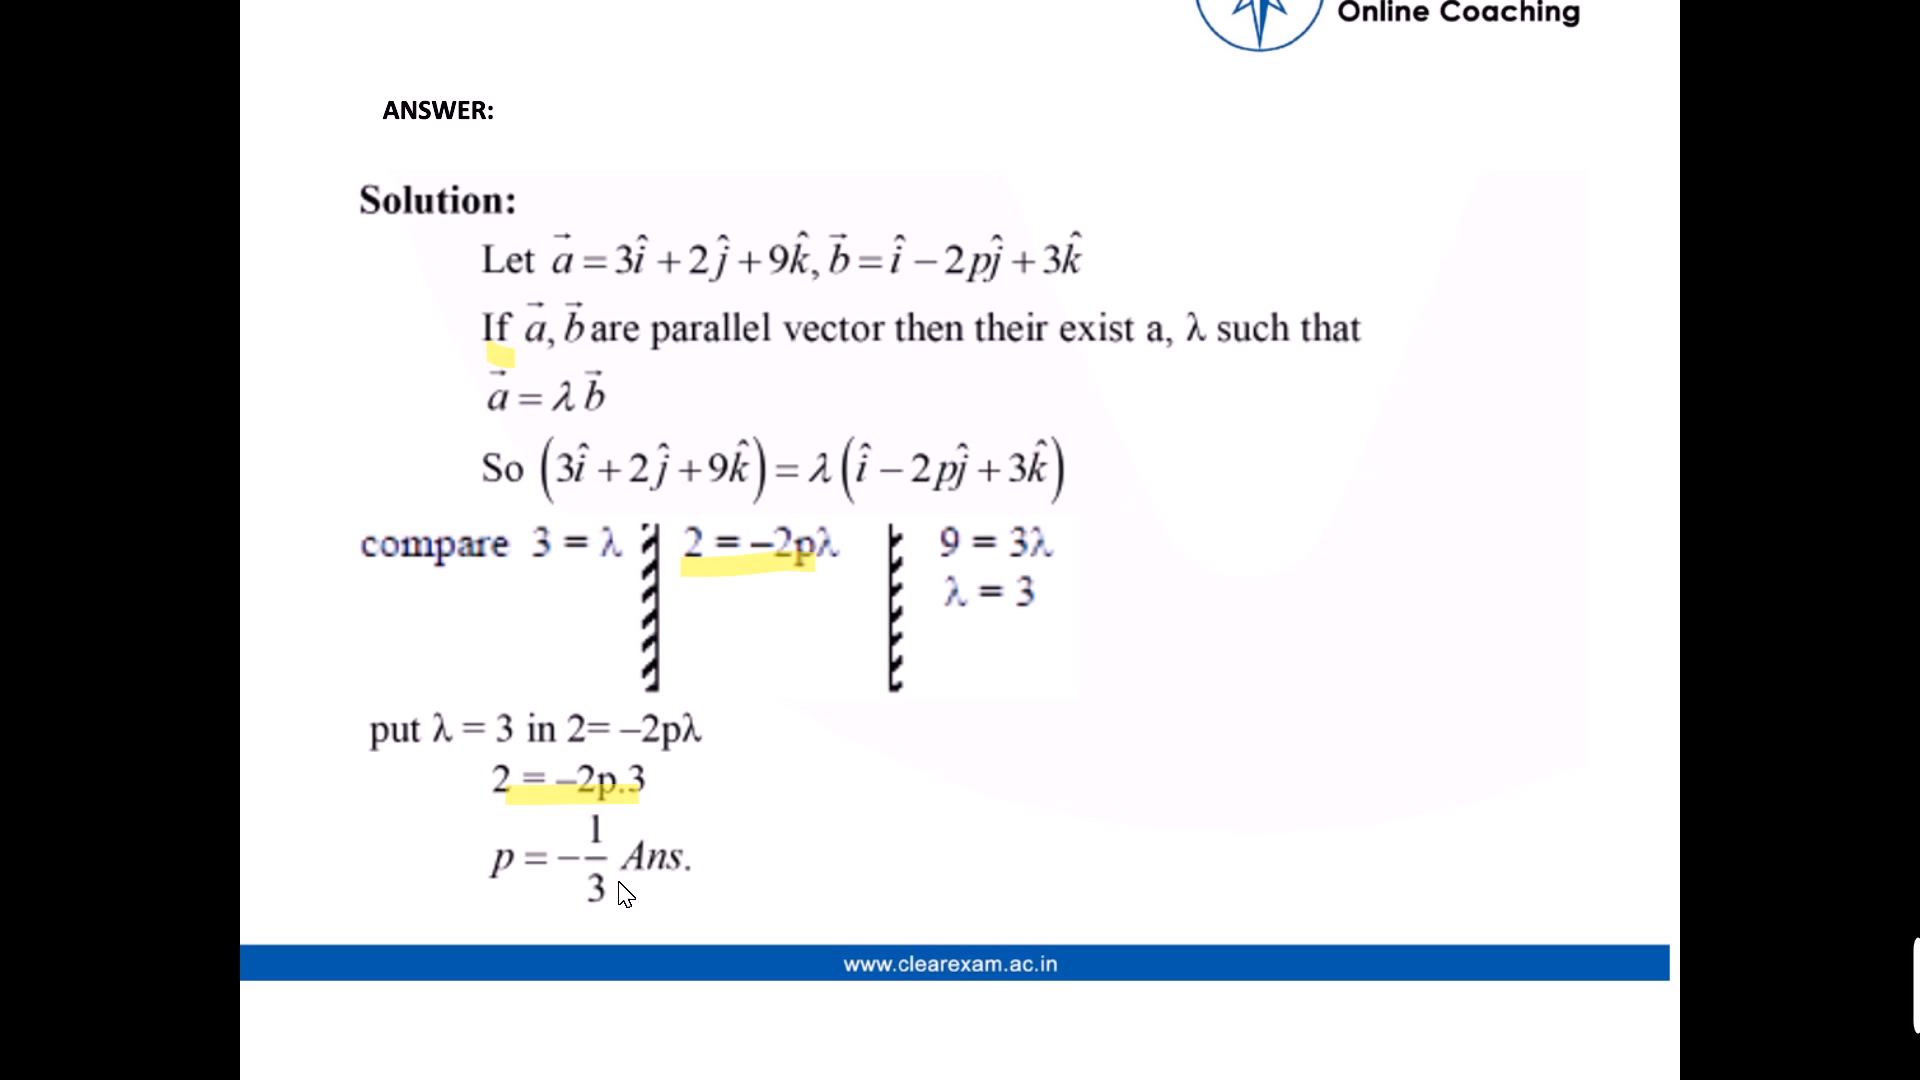 Online Coaching
ANSWER:
Solution:
Let a⃗ = 3î + 2ĵ + 9k̂, b⃗ = î − 2pĵ + 3k̂
If a⃗, b⃗ are parallel vector then their exist a, λ such that
a⃗ = λ b⃗
So (3î + 2ĵ + 9k̂) = λ (î − 2pĵ + 3k̂)
compare 3 = λ 2 = −2pλ 9 = 3λ
λ = 3
put λ = 3 in 2= −2pλ
2 = −2p.3
p = −1/3 Ans.
www.clearexam.ac.in